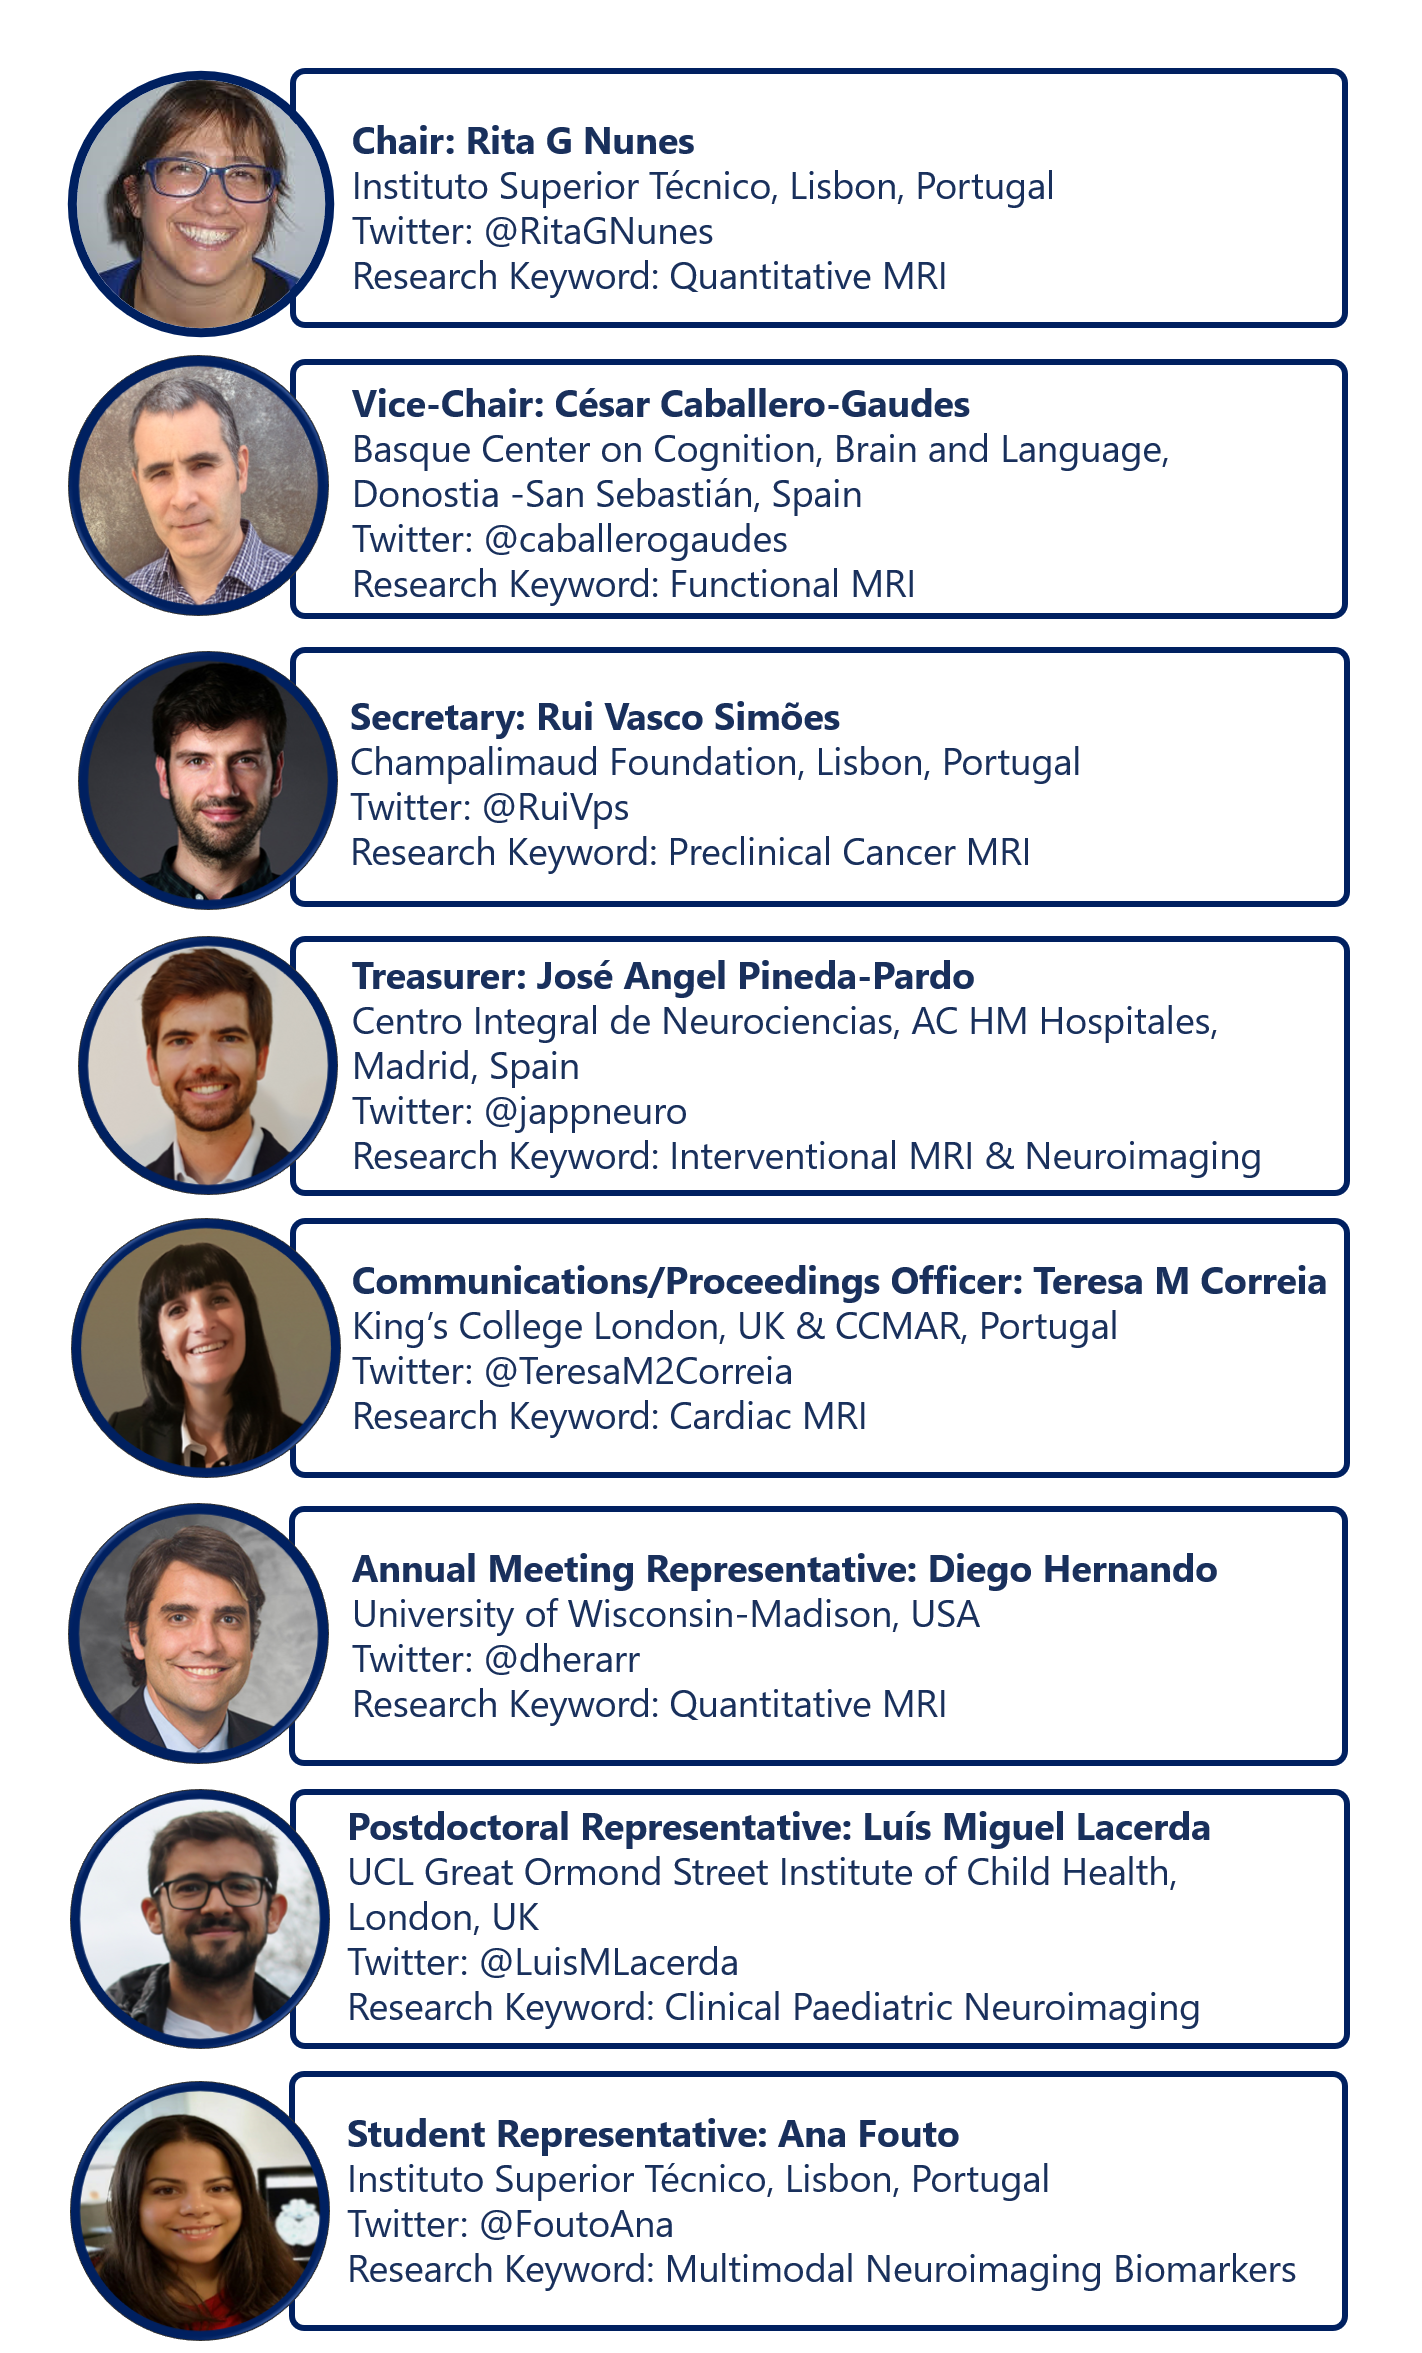 Chair: Rita G Nunes
Instituto Superior Técnico, Lisbon, Portugal
Twitter: @RitaGNunes
Research Keyword: Quantitative MRI
Vice-Chair: César Caballero-Gaudes
Basque Center on Cognition, Brain and Language,
Donostia -San Sebastián, Spain
Twitter: @caballerogaudes
Research Keyword: Functional MRI
Secretary: Rui Vasco Simões
Champalimaud Foundation, Lisbon, Portugal
Twitter: @RuiVps
Research Keyword: Preclinical Cancer MRI
Treasurer: José Angel Pineda-Pardo
Centro Integral de Neurociencias, AC HM Hospitales,
Madrid, Spain
Twitter: @jappneuro
Research Keyword: Interventional MRI & Neuroimaging
Communications/Proceedings Officer: Teresa M Correia
King’s College London, UK & CCMAR, Portugal
Twitter: @TeresaM2Correia
Research Keyword: Cardiac MRI
Annual Meeting Representative: Diego Hernando
University of Wisconsin-Madison, USA
Twitter: @dherarr
Research Keyword: Quantitative MRI
Postdoctoral Representative: Luís Miguel Lacerda
UCL Great Ormond Street Institute of Child Health,
London, UK
Twitter: @LuisMLacerda
Research Keyword: Clinical Paediatric Neuroimaging
Student Representative: Ana Fouto
Instituto Superior Técnico, Lisbon, Portugal
Twitter: @FoutoAna
Research Keyword: Multimodal Neuroimaging Biomarkers